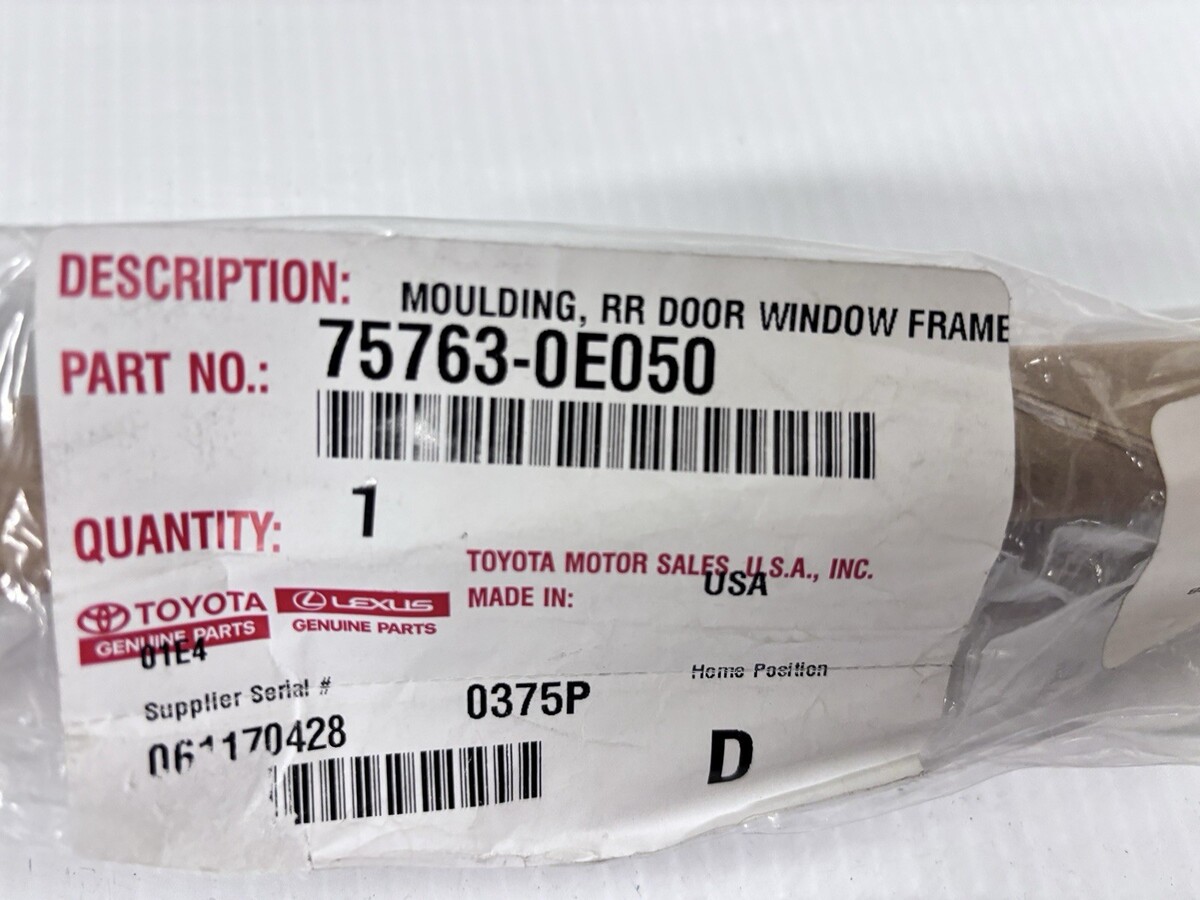 DESCRIPTION: MOULDING, RR DOOR WINDOW FRAME
PART NO.: 75763-0E050
QUANTITY: 1
TOYOTA MOTOR SALES, U.S.A., INC.
MADE IN: USA
TOYOTA
GENUINE PARTS
LEXUS
GENUINE PARTS
01E4
Home Position
Supplier Serial #
0375P
D